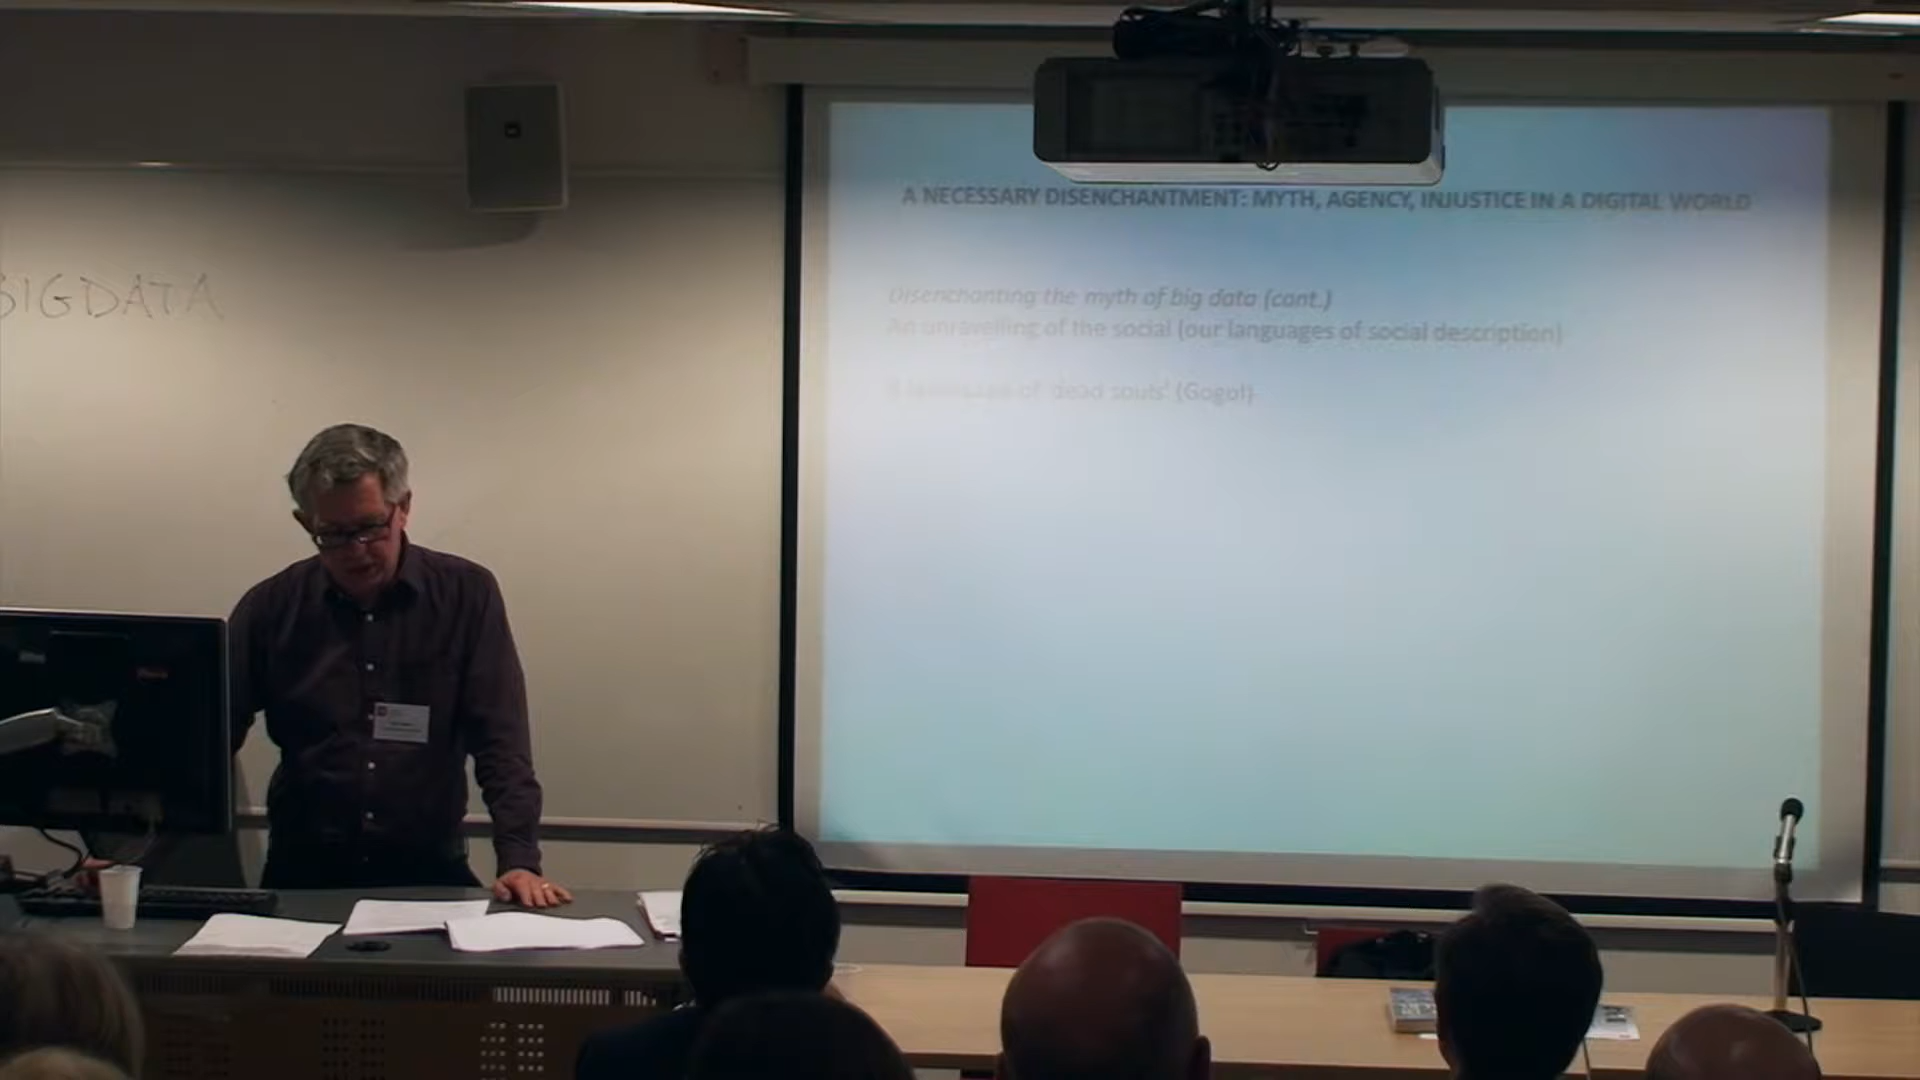 BIGDATA
A NECESSARY DISENCHANTMENT: MYTH, AGENCY, INJUSTICE IN A DIGITAL WORLD
Disenchanting the myth of big data (cont.)
An unravelling of the social (our languages of social description)
of 'dead souls' (Gogol)